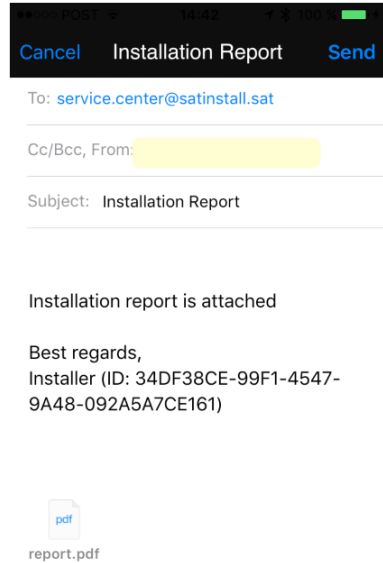 POST 14:42 100 %
Cancel Installation Report Send
To: service.center@satinstall.sat
Cc/Bcc, From:
Subject: Installation Report
Installation report is attached
Best regards,
Installer (ID: 34DF38CE-99F1-4547-
9A48-092A5A7CE161)
pdf
report.pdf